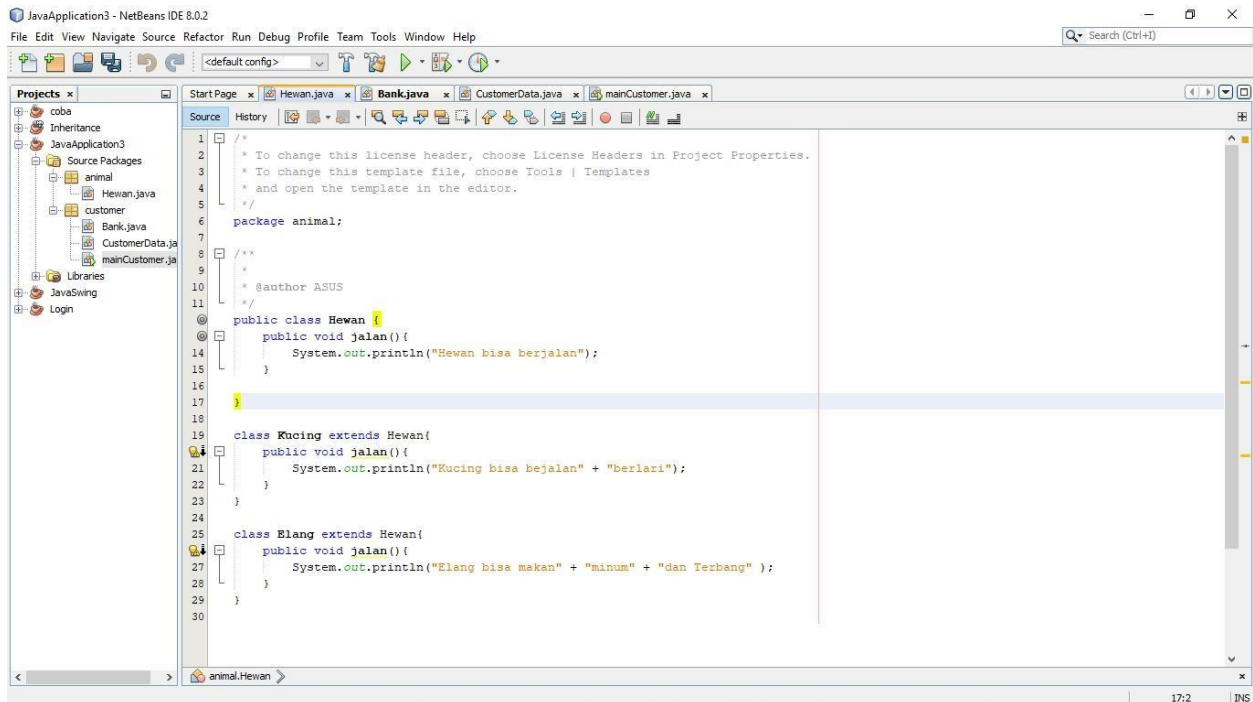 JavaApplication3 - NetBeans IDE 8.0.2
File Edit View Navigate Source Refactor Run Debug Profile Team Tools Window Help
Search (Ctrl+I)
<default config>
Projects
coba
Inheritance
JavaApplication3
Source Packages
animal
Hewan.java
customer
Bank.java
CustomerData.ja
mainCustomer.ja
Libraries
JavaSwing
Login
Start Page Hewan.java Bank.java CustomerData.java mainCustomer.java
Source History
1 /*
2 * To change this license header, choose License Headers in Project Properties.
3 * To change this template file, choose Tools | Templates
4 * and open the template in the editor.
5 */
6 package animal;
7
8 /**
9 *
10 * @author ASUS
11 */
public class Hewan {
public void jalan(){
14 System.out.println("Hewan bisa berjalan");
15 }
16
17 }
18
19 class Kucing extends Hewan{
public void jalan(){
21 System.out.println("Kucing bisa bejalan" + "berlari");
22 }
23 }
24
25 class Elang extends Hewan{
public void jalan(){
27 System.out.println("Elang bisa makan" + "minum" + "dan Terbang" );
28 }
29 }
30
animal.Hewan
17:2 INS